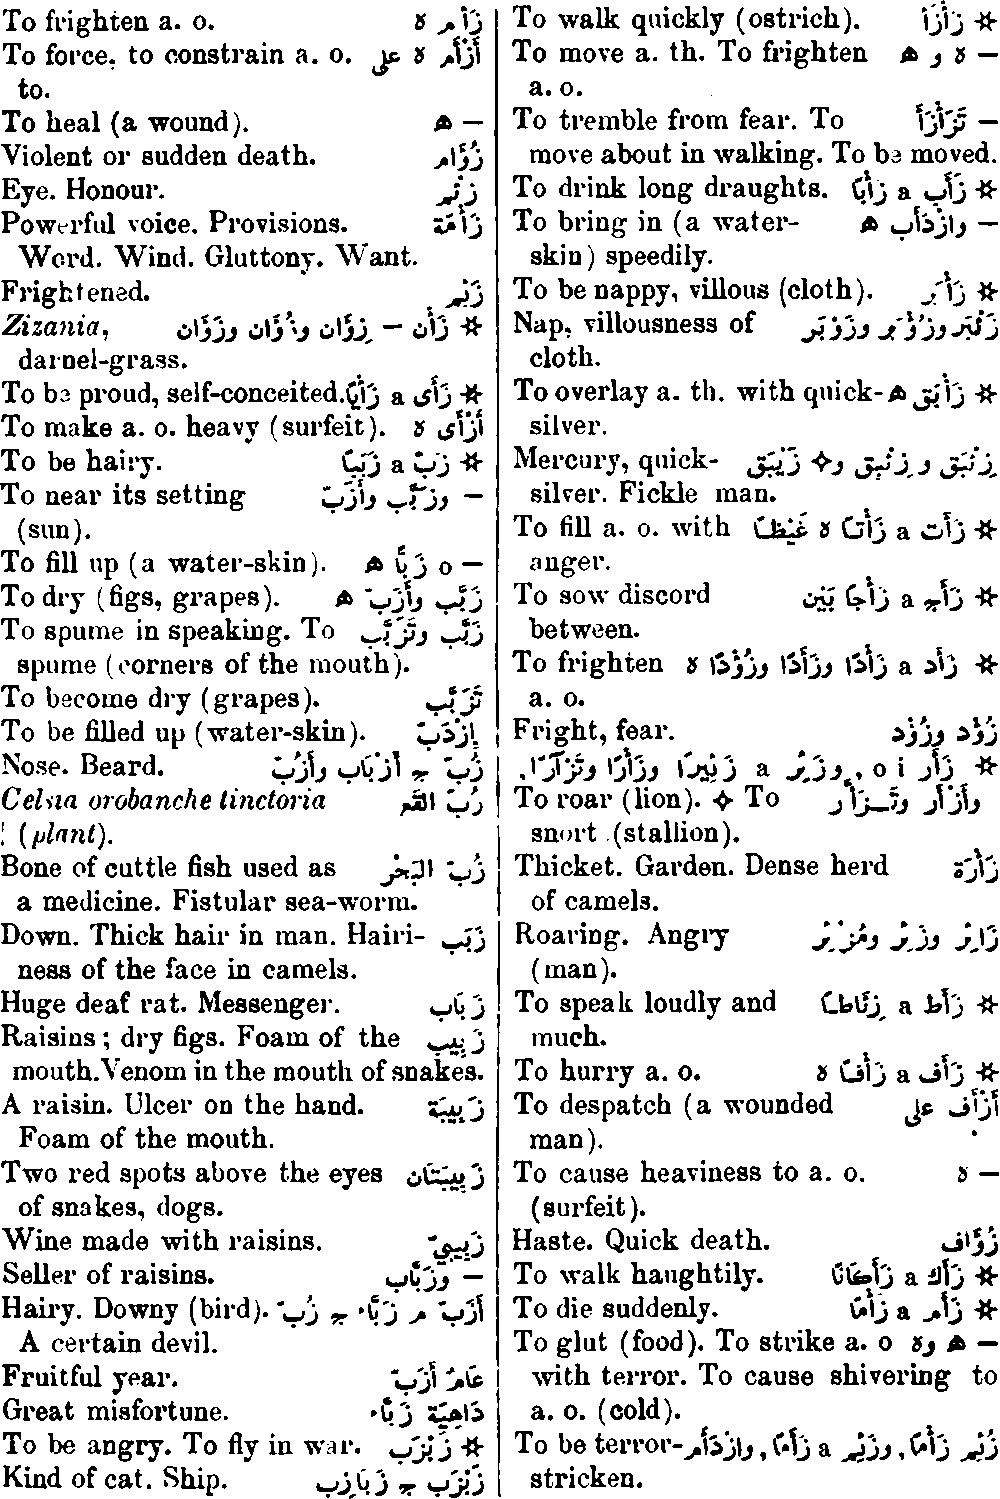 To walk quickly (ostrich). زَأْزَأَ ✻
To move a. th. To frighten ه و ه —
a. o.
To tremble from fear. To تَزَأْزَأَ —
move about in walking. To be moved.
To drink long draughts. زَأَب a زَأْبًا ✻
To bring in (a water- وازْدَأَب ه —
skin) speedily.
To be nappy, villous (cloth). زَأْبَر ✻
Nap, villousness of زِئْبَر وزِئْبِر وزُؤْبَر
cloth.
To overlay a. th. with quick- زَأْبَق ه ✻
silver.
Mercury, quick- زِئْبَق و زِئْبِق و✧ زَيْبَق
silver. Fickle man.
To fill a. o. with زَأَت a زَأْتًا ه غَيْظًا ✻
anger.
To sow discord زَأَج a زَأْجًا بَيْن ✻
between.
To frighten زَأَد a زَأْدًا وزَأَدًا وزُؤْدًا ه ✻
a. o.
Fright, fear. زُؤْد وزُؤُد
زَأَر i o, وزَئِر a زَئِيرًا وزَأْرًا وتَزْآرًا, ✻
To roar (lion). ✧ To وأَزْأَر وتَـزَأَّر
snort (stallion).
Thicket. Garden. Dense herd زَأْرَة
of camels.
Roaring. Angry زَائِر وزَئِر ومُزْئِر
(man).
To speak loudly and زَأَط a زِئَاطًا ✻
much.
To hurry a. o. زَأَف a زَأْفًا ه ✻
To despatch (a wounded أَزْأَف على
man).
To cause heaviness to a. o. ه —
(surfeit).
Haste. Quick death. زُؤَاف
To walk haughtily. زَأَك a زَأَكَانًا ✻
To die suddenly. زَأَم a زَأْمًا ✻
To glut (food). To strike a. o ه وه —
with terror. To cause shivering to
a. o. (cold).
To be terror- زُئِم زَأْمًا, وزَئِم a زَأَمًا, وازْدَأَم
stricken.
To frighten a. o. زَأَّم ه
To force, to constrain a. o. أَزْأَم ه على
to.
To heal (a wound). ه —
Violent or sudden death. زُؤَام
Eye. Honour. زِئْم
Powerful voice. Provisions. زَأْمَة
Word. Wind. Gluttony. Want.
Frightened. زَئِم
Zizania, زَأَن — زِؤَان وزُؤَان وزَؤَان ✻
darnel-grass.
To be proud, self-conceited. زَأَى a زَأْيًا ✻
To make a. o. heavy (surfeit). أَزْأَى ه
To be hairy. زَبَّ a زَبَبًا ✻
To near its setting وزَبَّب وأَزَبَّ —
(sun).
To fill up (a water-skin). o زَبًّا ه —
To dry (figs, grapes). زَبَّب وأَزَبَّ ه
To spume in speaking. To زَبَّب وتَزَبَّب
spume (corners of the mouth).
To become dry (grapes). تَزَبَّب
To be filled up (water-skin). إِزْدَبَّ
Nose. Beard. زُبّ ج أَزْبَاب وأَزُبّ
Celsia orobanche tinctoria زُبّ القَمر
(plant).
Bone of cuttle fish used as زُبّ البَحْر
a medicine. Fistular sea-worm.
Down. Thick hair in man. Hairi- زَبَب
ness of the face in camels.
Huge deaf rat. Messenger. زَبَاب
Raisins; dry figs. Foam of the زَبِيب
mouth. Venom in the mouth of snakes.
A raisin. Ulcer on the hand. زَبِيبَة
Foam of the mouth.
Two red spots above the eyes زَبِيبَتَان
of snakes, dogs.
Wine made with raisins. زَبِيبِيّ
Seller of raisins. وزَبَّاب —
Hairy. Downy (bird). أَزَبّ م زَبَّاء ج زُبّ
A certain devil.
Fruitful year. عَامٌ أَزَبّ
Great misfortune. دَاهِيَة زَبَّاء
To be angry. To fly in war. زَبْزَب ✻
Kind of cat. Ship. زَبْزَب ج زَبَازِب